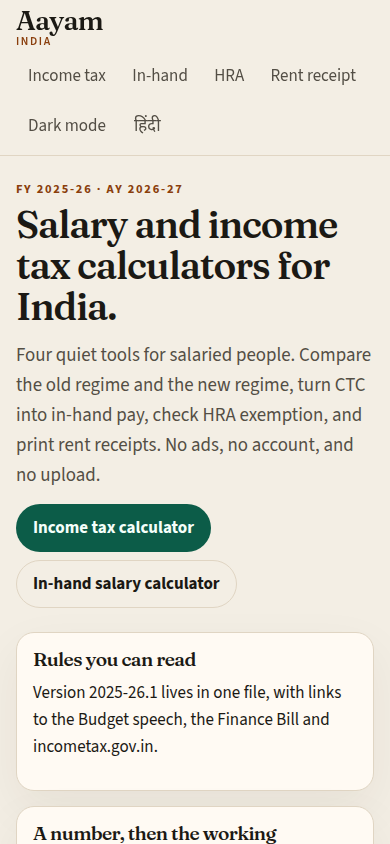 Aayam
INDIA
Income tax In-hand HRA Rent receipt
Dark mode हिंदी
FY 2025-26 · AY 2026-27
Salary and income
tax calculators for
India.
Four quiet tools for salaried people. Compare
the old regime and the new regime, turn CTC
into in-hand pay, check HRA exemption, and
print rent receipts. No ads, no account, and
no upload.
Income tax calculator
In-hand salary calculator
Rules you can read
Version 2025-26.1 lives in one file, with links
to the Budget speech, the Finance Bill and
incometax.gov.in.
A number, then the working